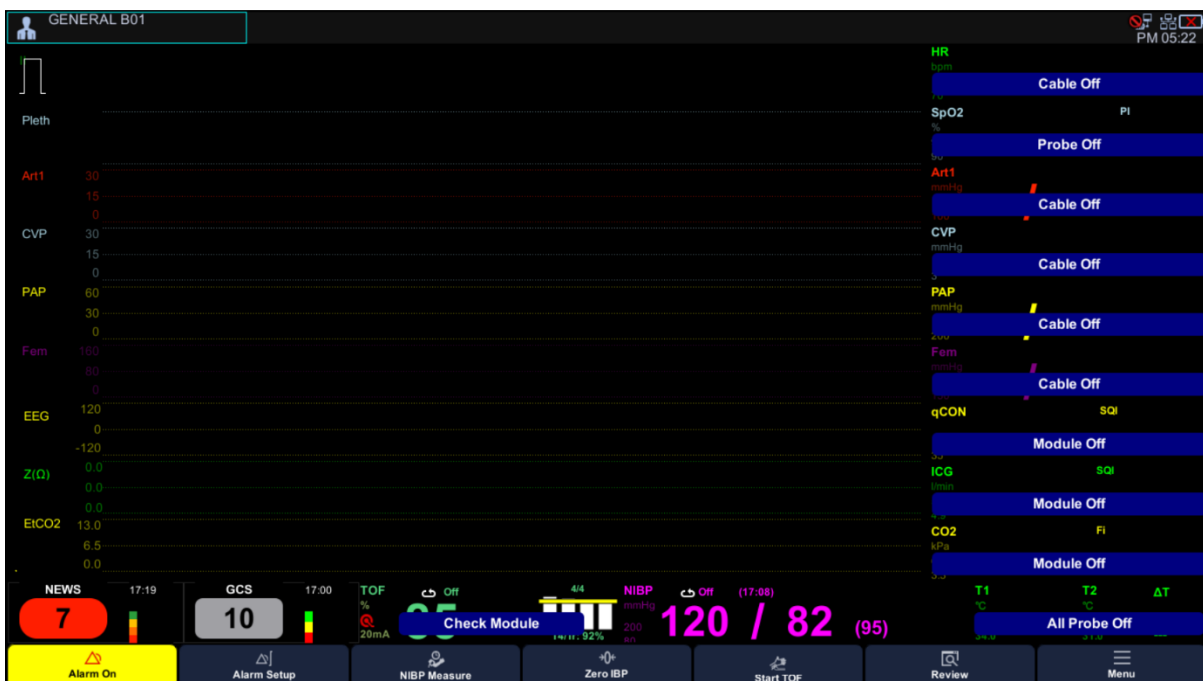 GENERAL B01
PM 05:22
HR
bpm
Cable Off
Pleth
SpO2 PI
%
Probe Off
Art1 30
15
0
Art1
mmHg
Cable Off
CVP 30
15
0
CVP
mmHg
Cable Off
PAP 60
30
0
PAP
mmHg
Cable Off
Fem 160
80
0
Fem
mmHg
Cable Off
EEG 120
0
-120
qCON SQI
Module Off
Z(Ω) 0.0
0.0
0.0
ICG SQI
l/min
Module Off
EtCO2 13.0
6.5
0.0
CO2 Fi
kPa
Module Off
NEWS 17:19
7
GCS 17:00
10
TOF Off 4/4
%
20mA
Check Module
NIBP Off (17:08)
mmHg
200
120 / 82 (95)
T1 T2 ΔT
°C °C
All Probe Off
Alarm On
Alarm Setup
NIBP Measure
Zero IBP
Start TOF
Review
Menu